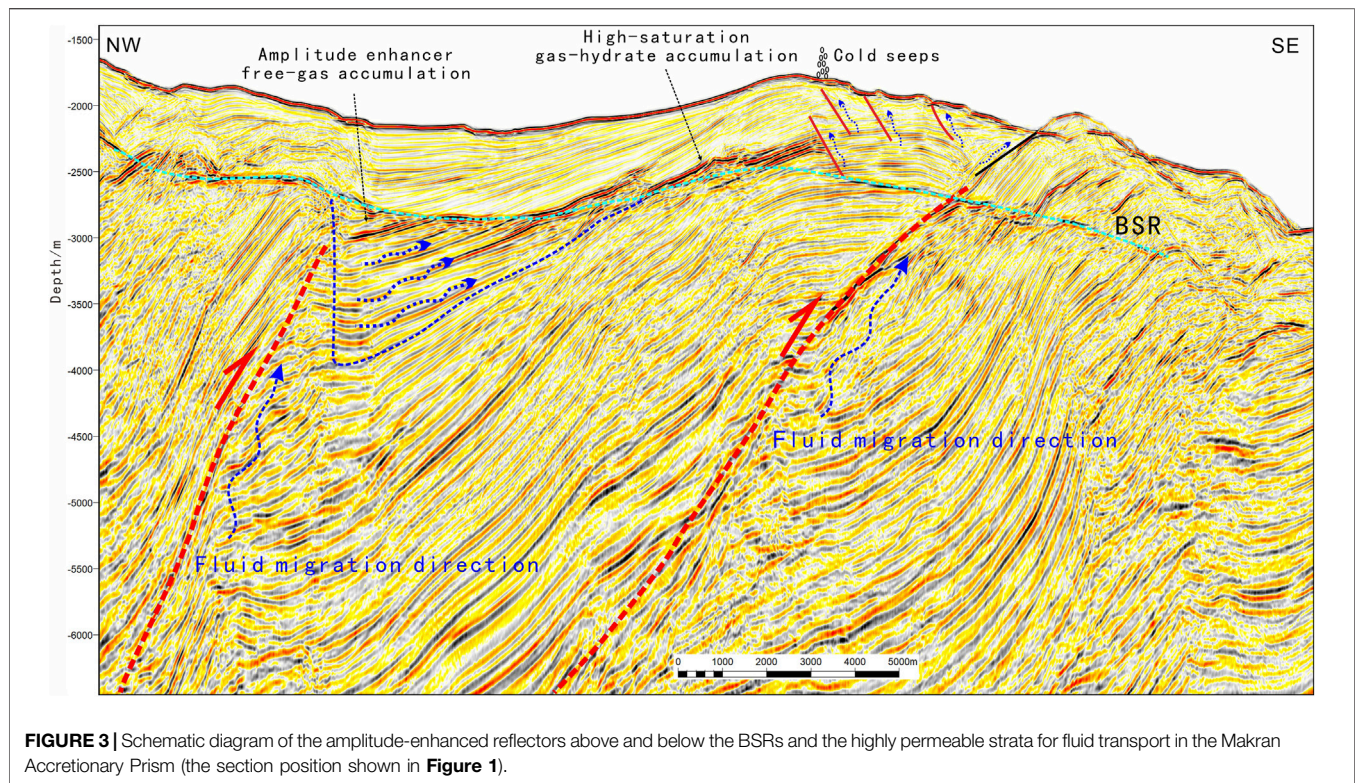 NW
SE
Amplitude enhancer
free-gas accumulation
High-saturation
gas-hydrate accumulation
Cold seeps
-1500
-2000
-2500
-3000
-3500
-4000
-4500
-5000
-5500
-6000
Depth/m
BSR
Fluid migration direction
Fluid migration direction
0 1000 2000 3000 4000 5000m
FIGURE 3 | Schematic diagram of the amplitude-enhanced reflectors above and below the BSRs and the highly permeable strata for fluid transport in the Makran
Accretionary Prism (the section position shown in Figure 1).